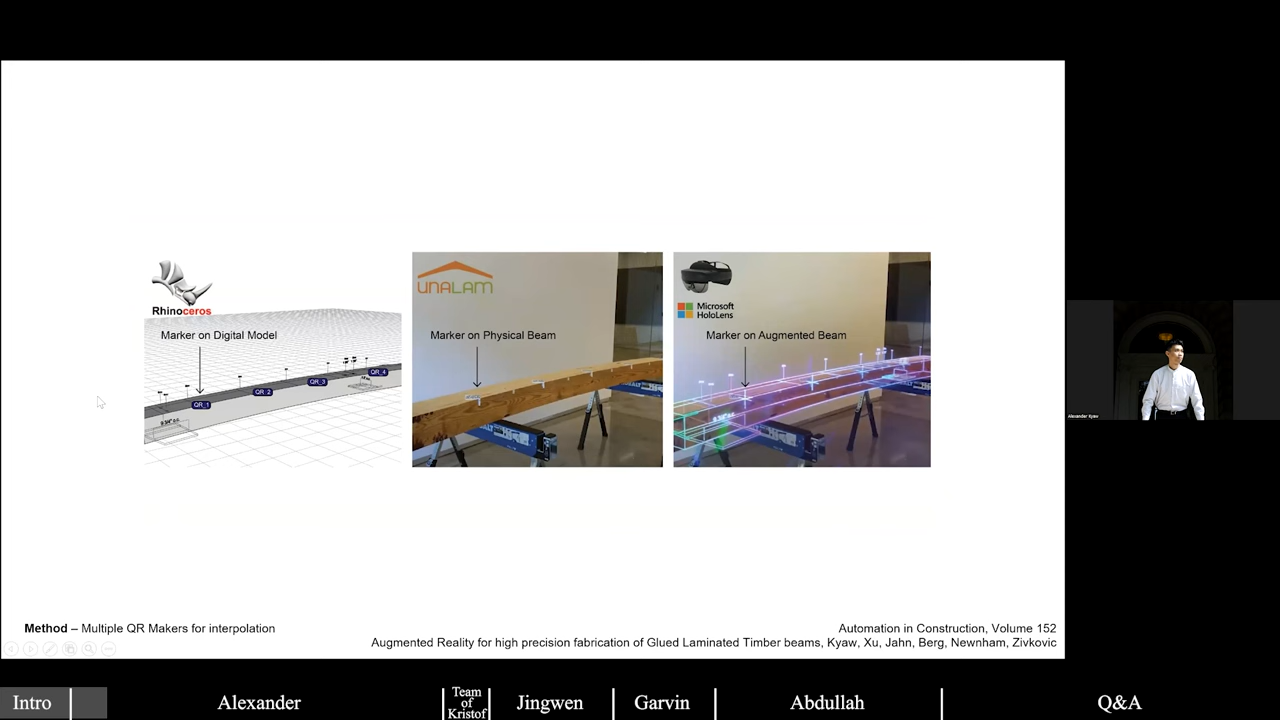 Rhinoceros
Marker on Digital Model
QR_1
QR_2
QR_3
QR_4
UNALAM
Marker on Physical Beam
Microsoft
HoloLens
Marker on Augmented Beam
Alexander Kyaw
Method – Multiple QR Makers for interpolation
Automation in Construction, Volume 152
Augmented Reality for high precision fabrication of Glued Laminated Timber beams, Kyaw, Xu, Jahn, Berg, Newnham, Zivkovic
Intro
Alexander
Team
of
Kristof
Jingwen
Garvin
Abdullah
Q&A